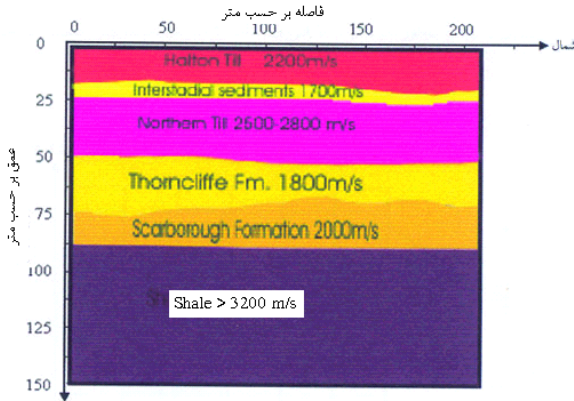 فاصله بر حسب متر
0 50 100 150 200
شمال
عمق بر حسب متر
0
25
50
75
100
125
150
Halton Till 2200m/s
Interstadial sediments 1700m/s
Northern Till 2500-2800 m/s
Thorncliffe Fm. 1800m/s
Scarborough Formation 2000m/s
Shale > 3200 m/s